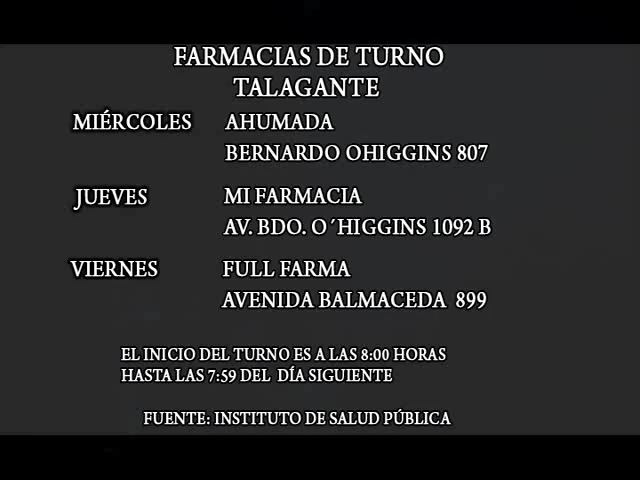 FARMACIAS DE TURNO
TALAGANTE
MIÉRCOLES AHUMADA
BERNARDO OHIGGINS 807
JUEVES MI FARMACIA
AV. BDO. O´HIGGINS 1092 B
VIERNES FULL FARMA
AVENIDA BALMACEDA 899
EL INICIO DEL TURNO ES A LAS 8:00 HORAS
HASTA LAS 7:59 DEL DÍA SIGUIENTE
FUENTE: INSTITUTO DE SALUD PÚBLICA